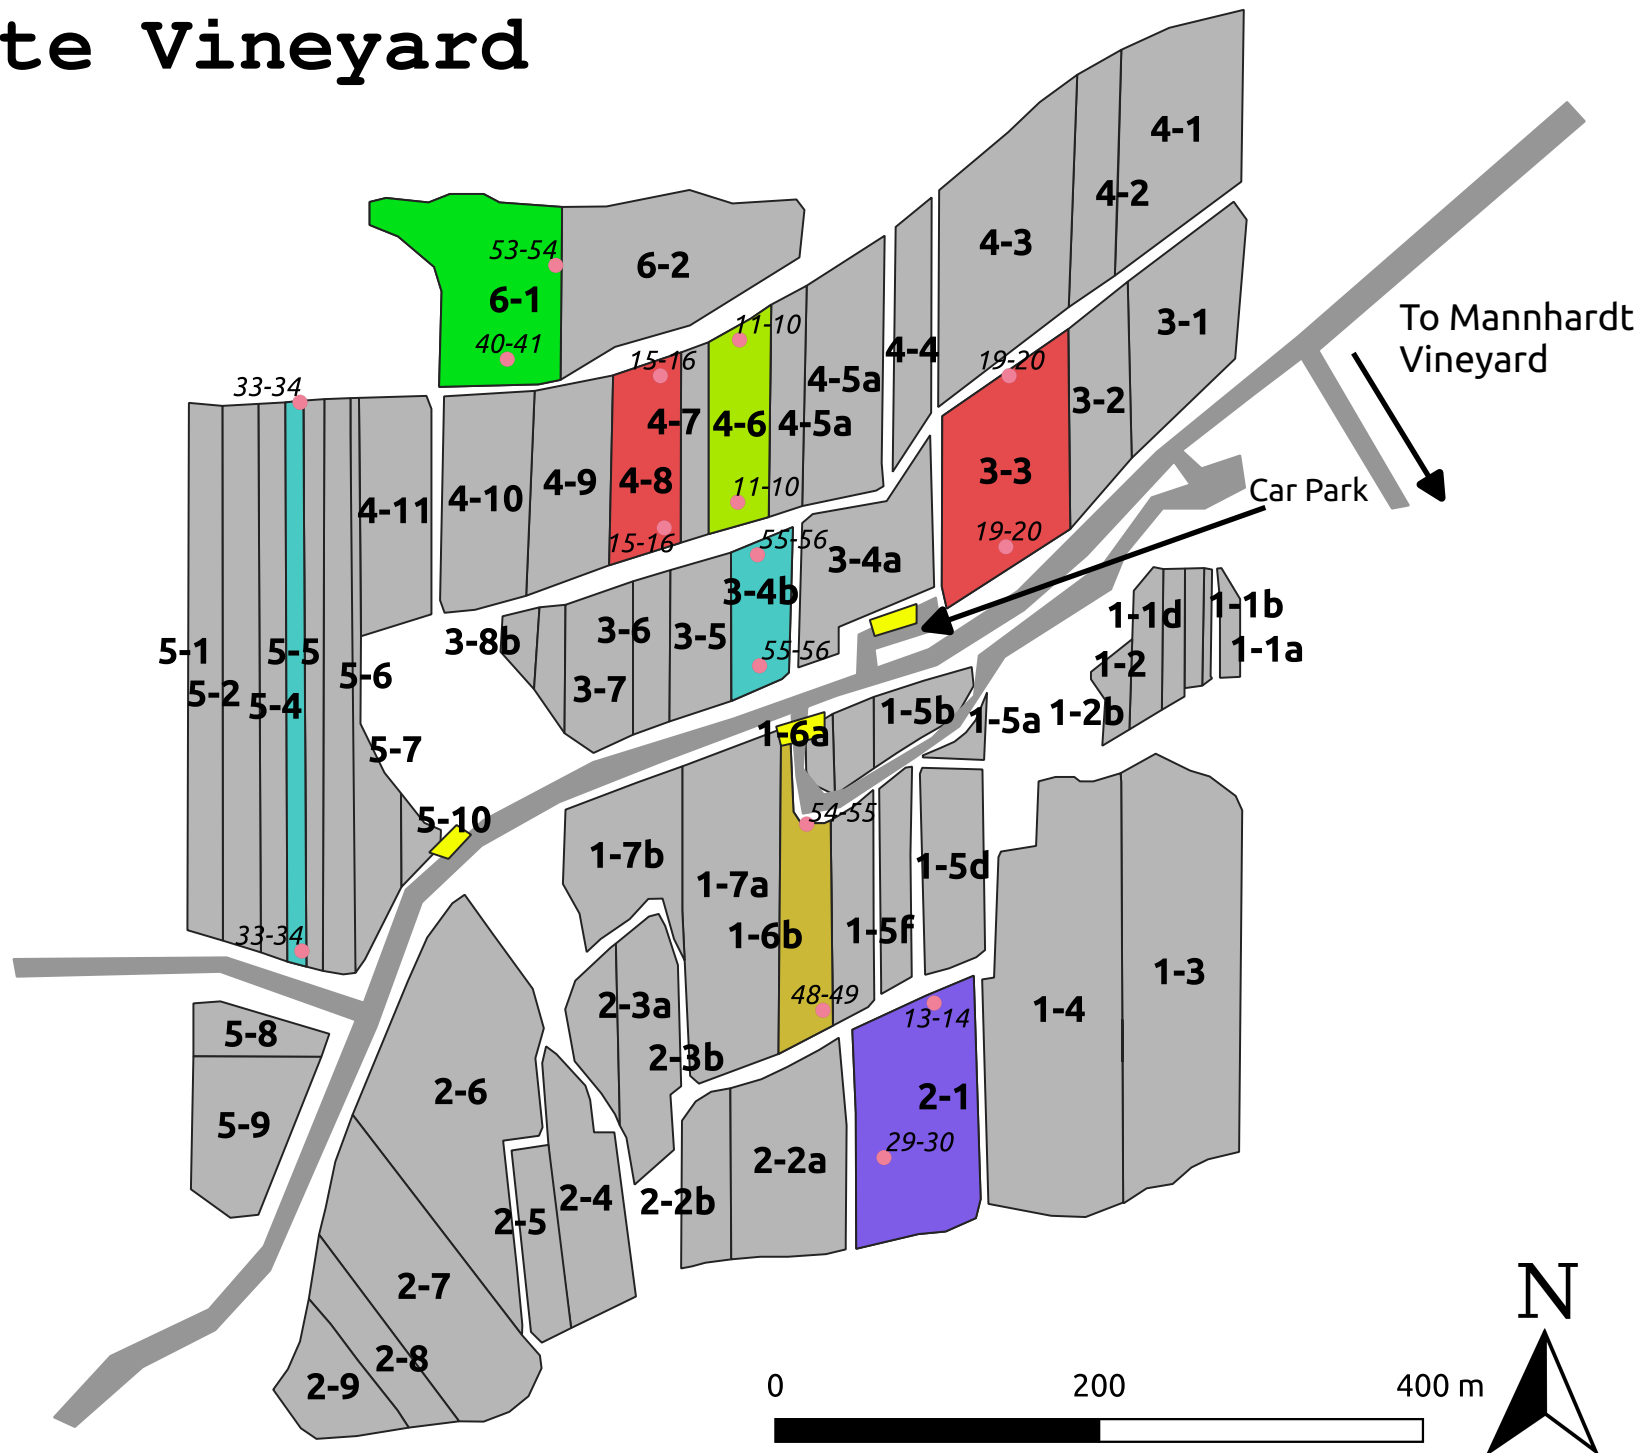 te Vineyard
4-1
4-2
4-3
53-54
6-2
6-1
To Mannhardt
Vineyard
3-1
11-10
40-41
4-4
15-16
19-20
4-5a
33-34
3-2
4-7
4-6
4-5a
3-3
4-8
4-9
11-10
Car Park
4-10
4-11
19-20
55-56
15-16
3-4a
3-4b
1-1b
1-1d
3-6
3-5
3-8b
1-1a
55-56
5-1
5-5
1-2
5-6
3-7
5-2
5-4
1-5b
1-5a
1-2b
1-6a
5-7
54-55
5-10
1-7b
1-5d
1-7a
1-5f
1-6b
33-34
1-3
48-49
2-3a
1-4
13-14
5-8
2-3b
2-6
2-1
5-9
29-30
2-2a
2-4
2-2b
2-5
2-7
N
2-8
2-9
0 200 400 m